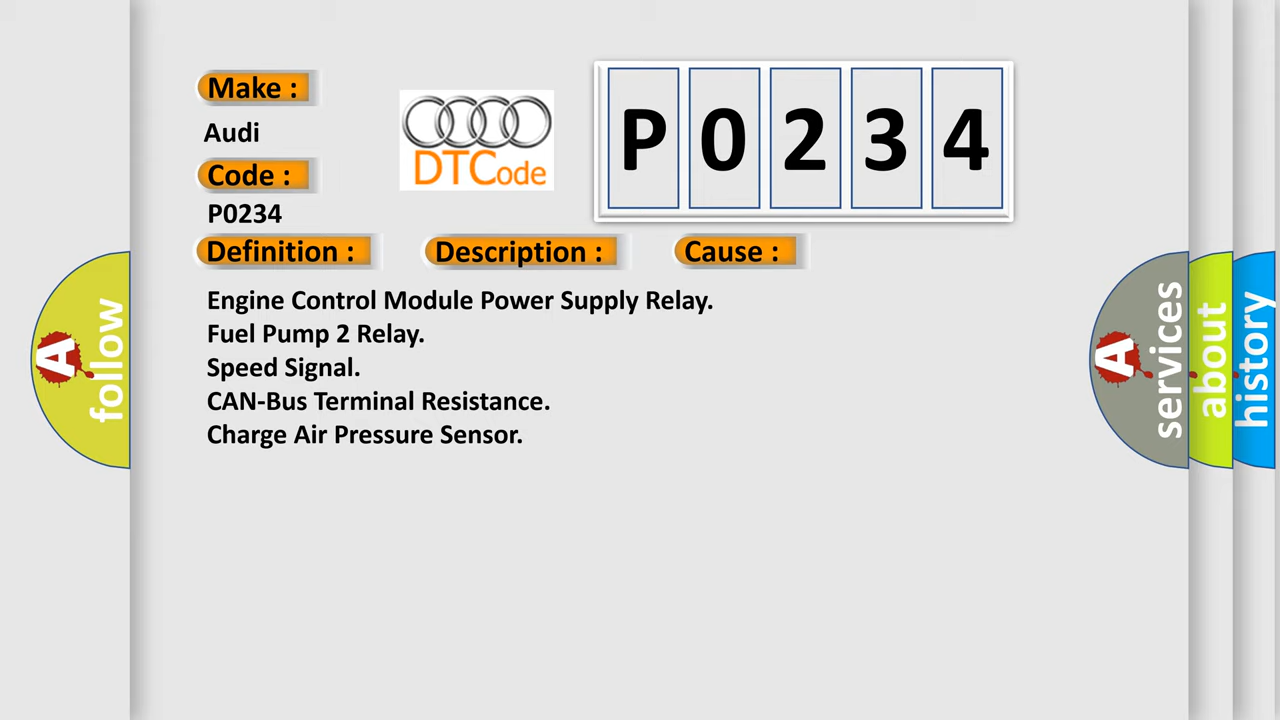 Make :
Audi
Code :
P0234
DTCode
P0234
Definition :
Description :
Cause :
Engine Control Module Power Supply Relay.
Fuel Pump 2 Relay.
Speed Signal.
CAN-Bus Terminal Resistance.
Charge Air Pressure Sensor.
A follow
A services
about
history